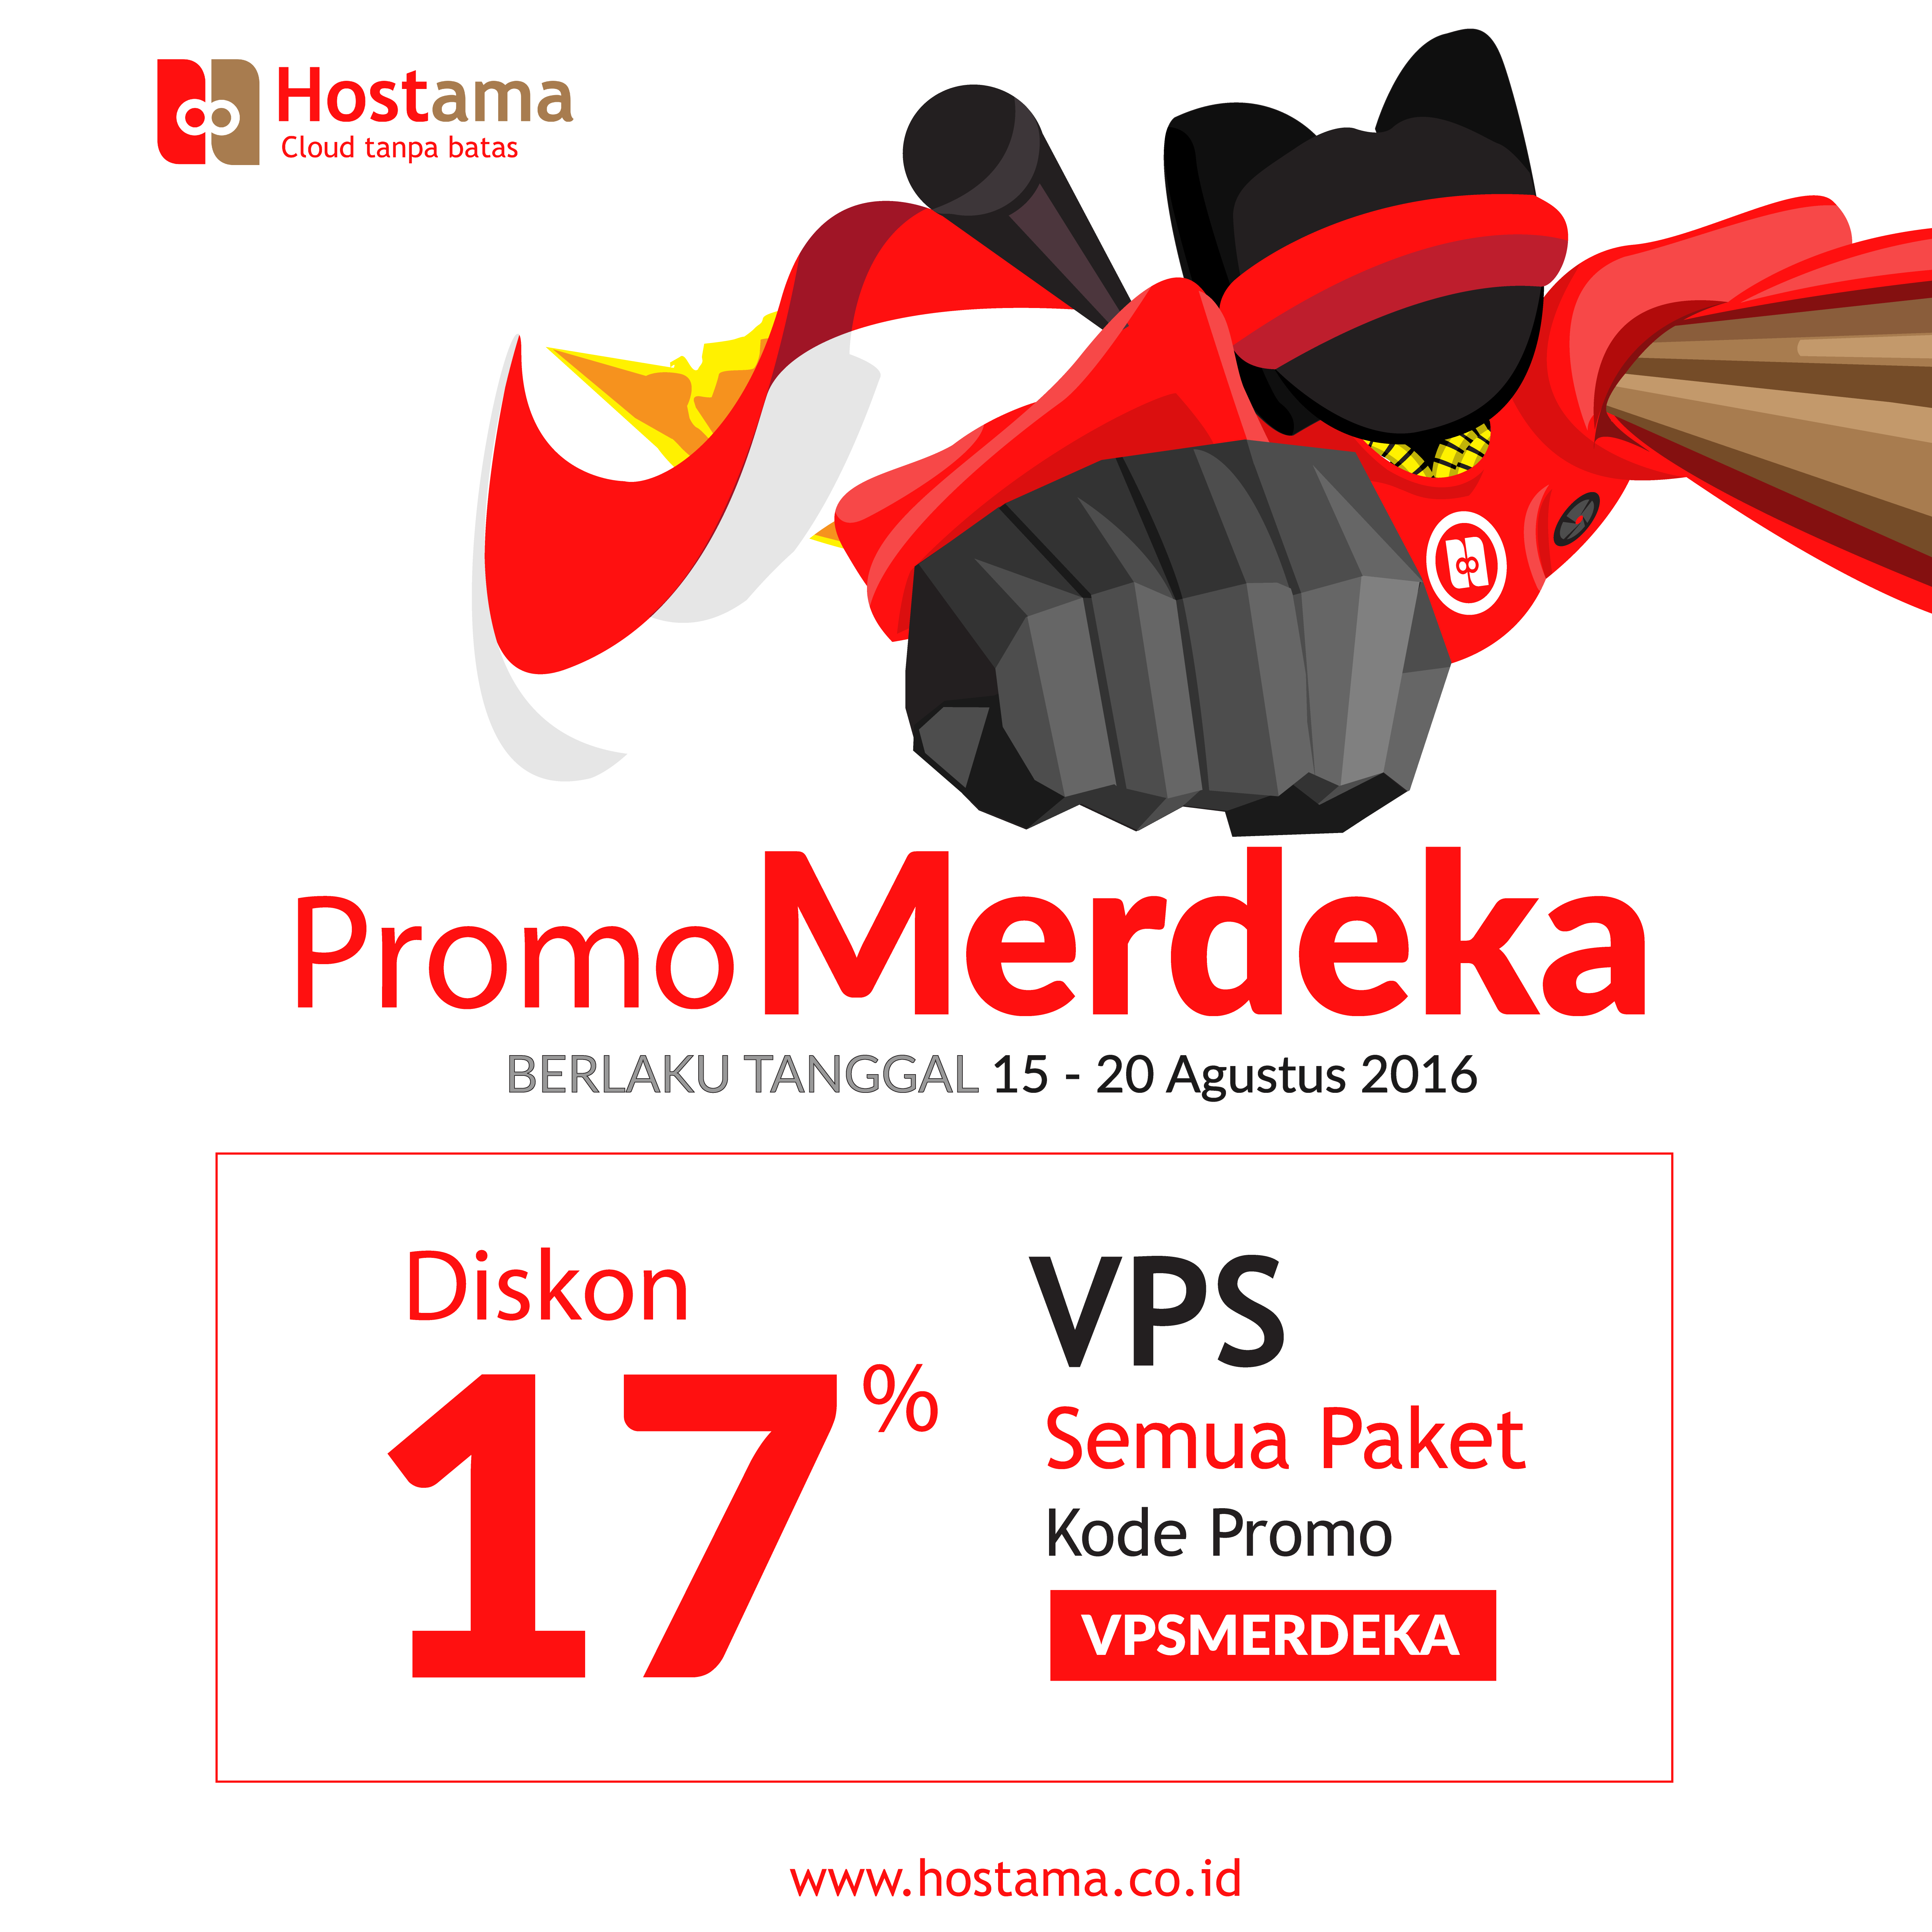 Hostama
Cloud tanpa batas
Promo Merdeka
BERLAKU TANGGAL 15 - 20 Agustus 2016
Diskon
17%
VPS
Semua Paket
Kode Promo
VPSMERDEKA
www.hostama.co.id